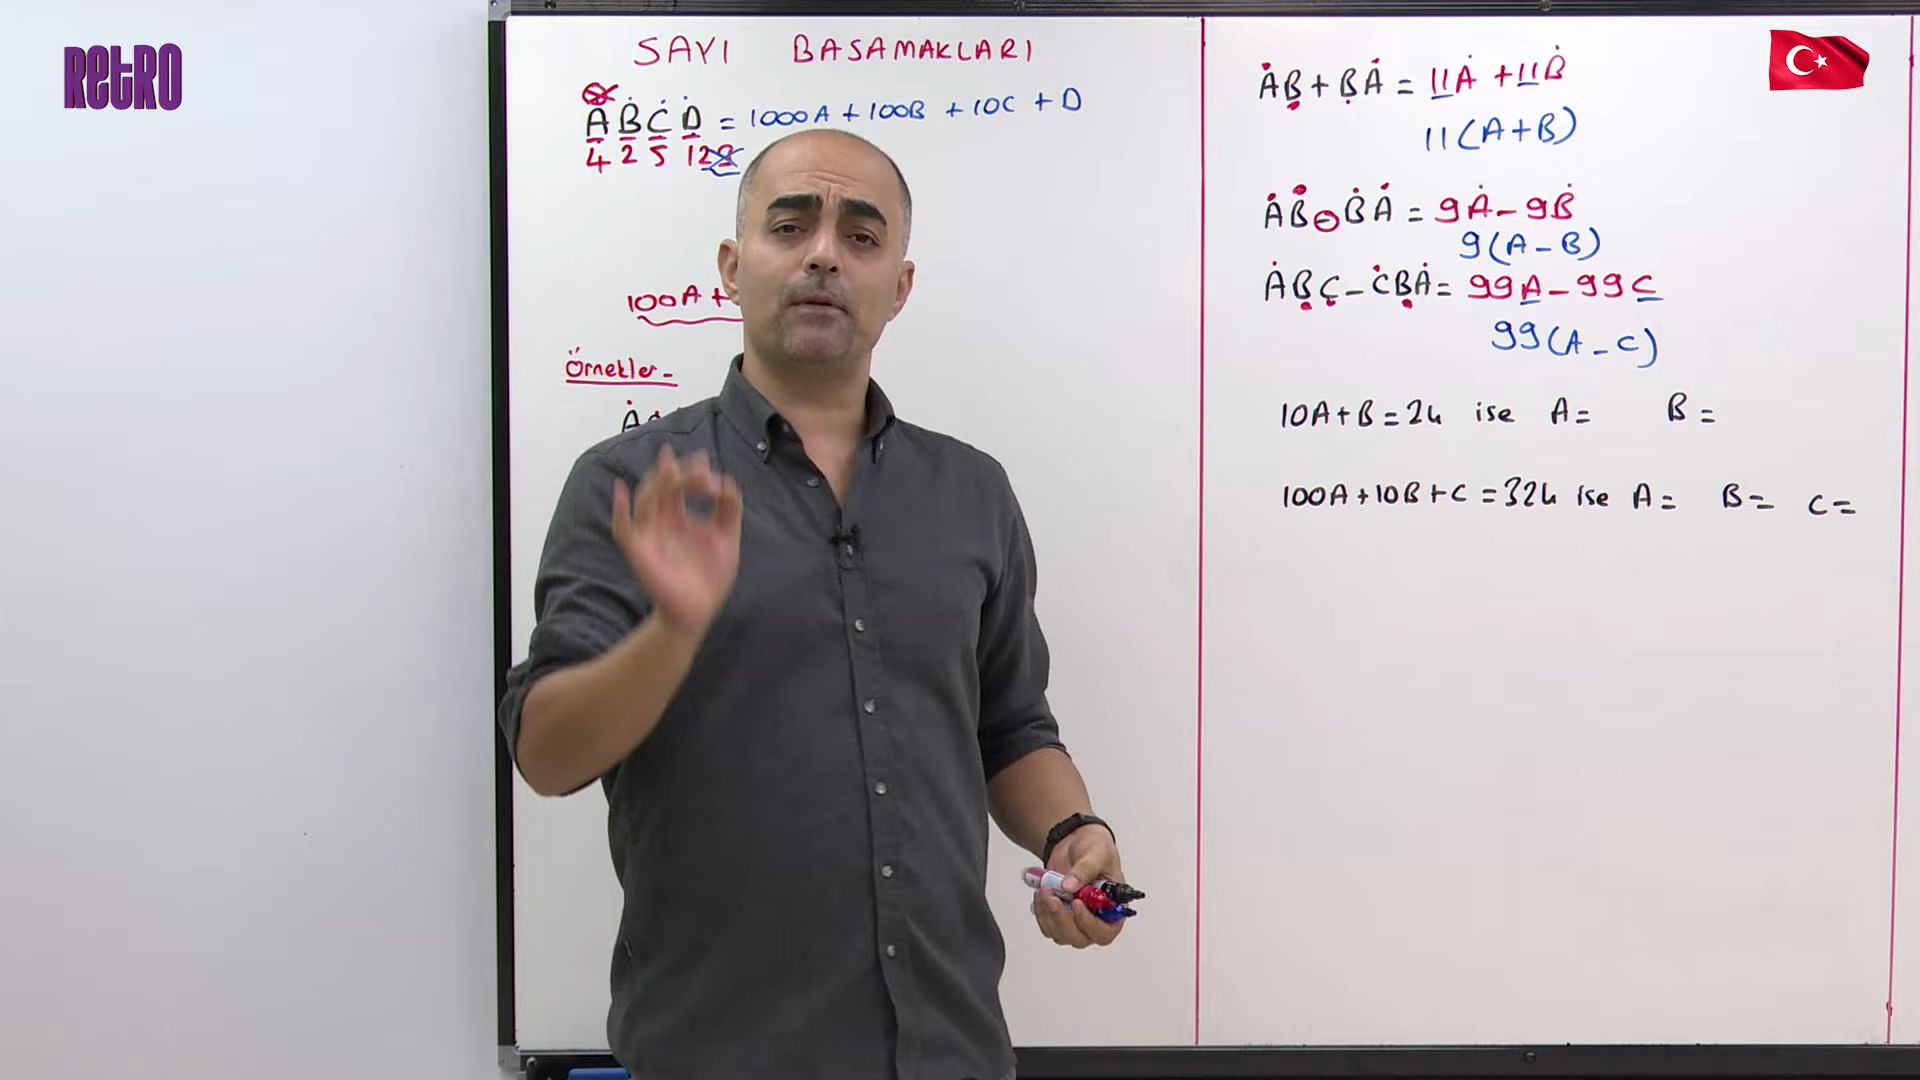 RETRO
SAYI BASAMAKLARI
ABCD = 1000A + 100B + 10C + D
4 2 5 1
100A +
Örnekler -
AB + BA = 11A + 11B
11(A+B)
AB - BA = 9A - 9B
9(A - B)
ABC - CBA = 99A - 99C
99(A - C)
10A + B = 24 ise A = B =
100A + 10B + C = 324 ise A = B = C =